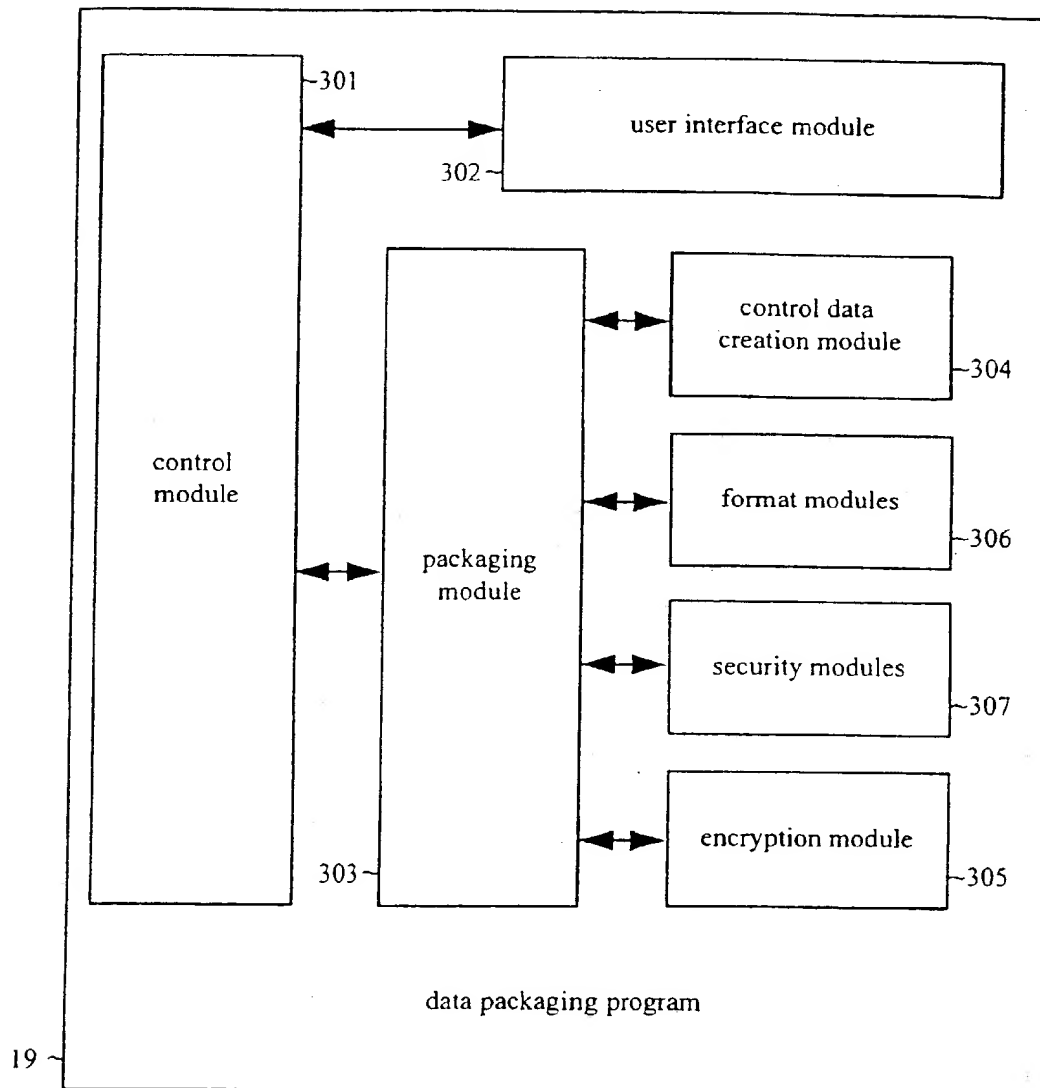 301
user interface module
302
control data
creation module
304
control
module
format modules
306
packaging
module
security modules
307
encryption module
303
305
data packaging program
19